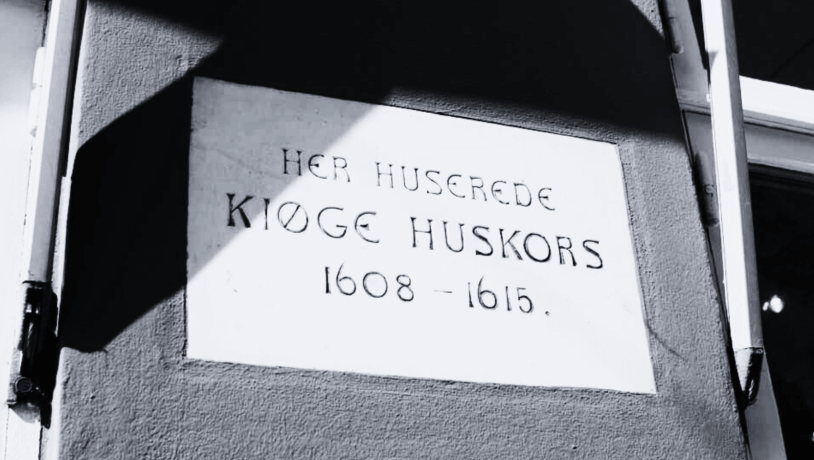 HER HUSEREDE
KIØGE HUSKORS
1608 - 1615.